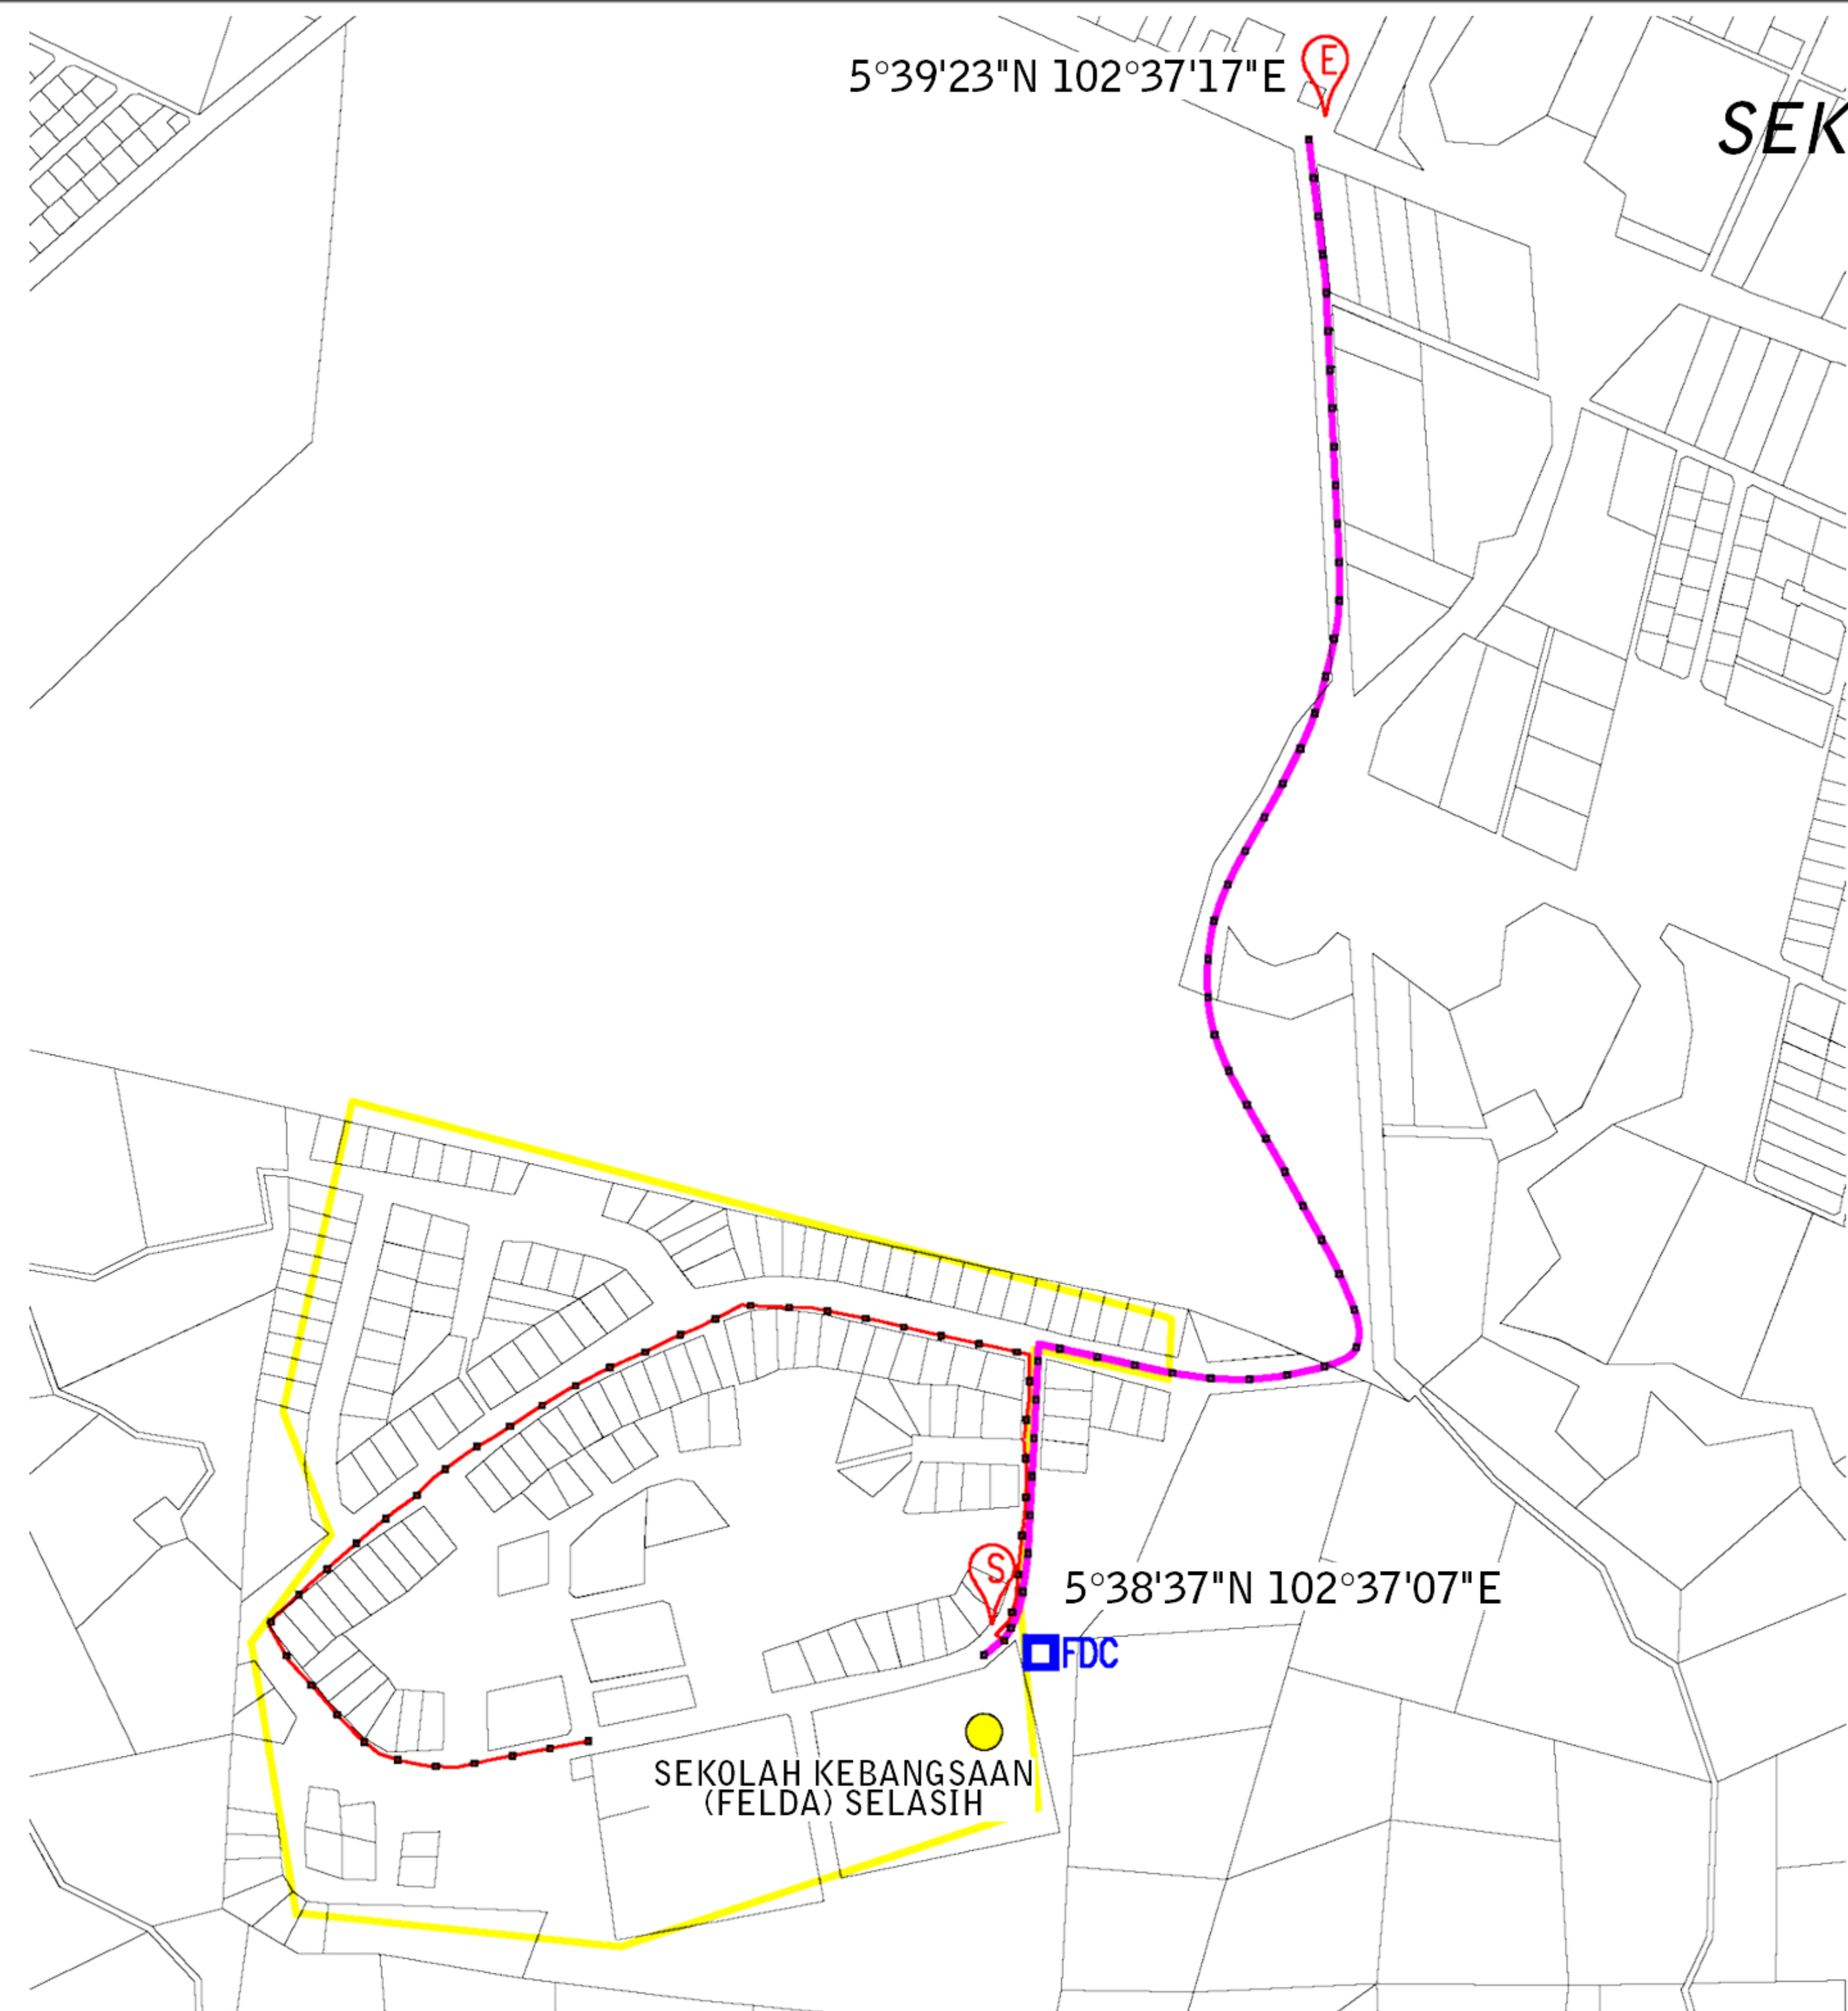 E
5°39'23"N 102°37'17"E
SEK
S
5°38'37"N 102°37'07"E
FDC
SEKOLAH KEBANGSAAN
(FELDA) SELASIH